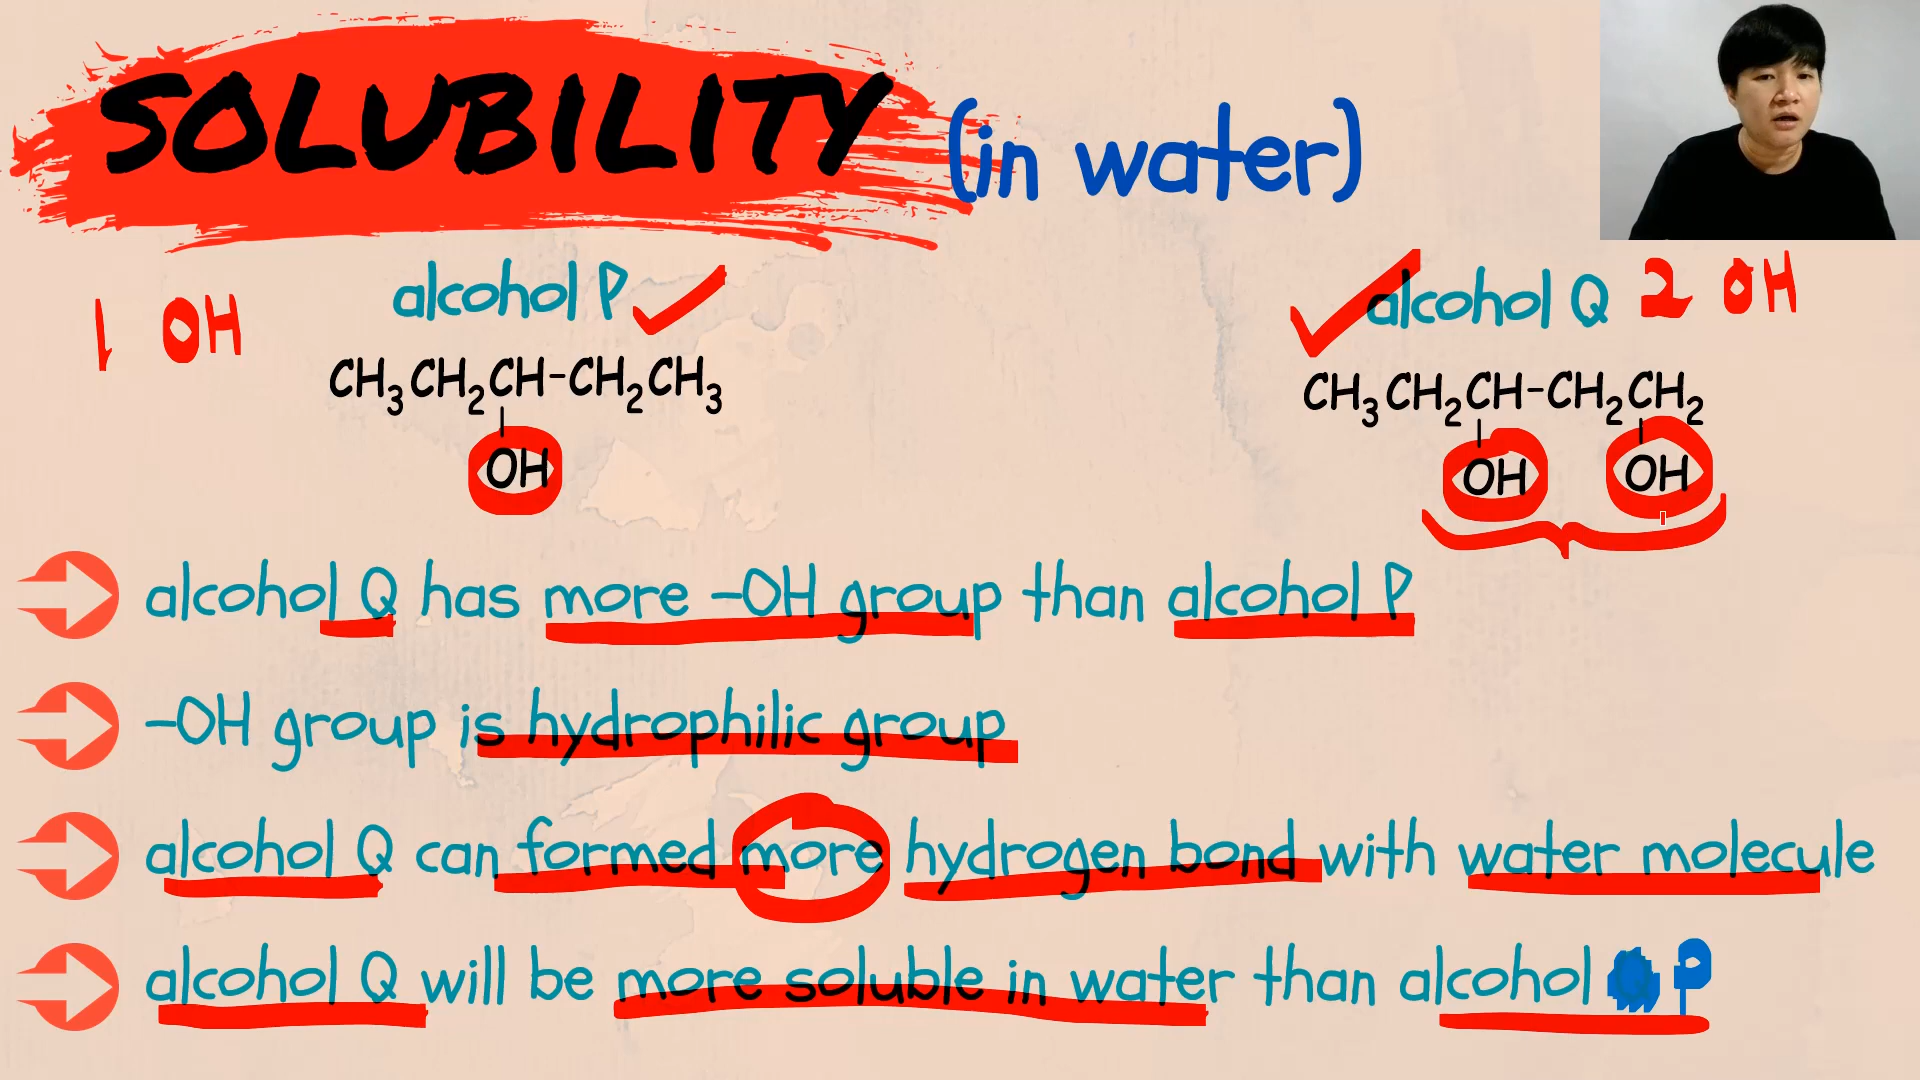 SOLUBILITY (in water)
1 OH alcohol P alcohol Q 2 OH
CH3CH2CH-CH2CH3 CH3CH2CH-CH2CH2
OH OH OH
alcohol Q has more -OH group than alcohol P
-OH group is hydrophilic group
alcohol Q can formed more hydrogen bond with water molecule
alcohol Q will be more soluble in water than alcohol P